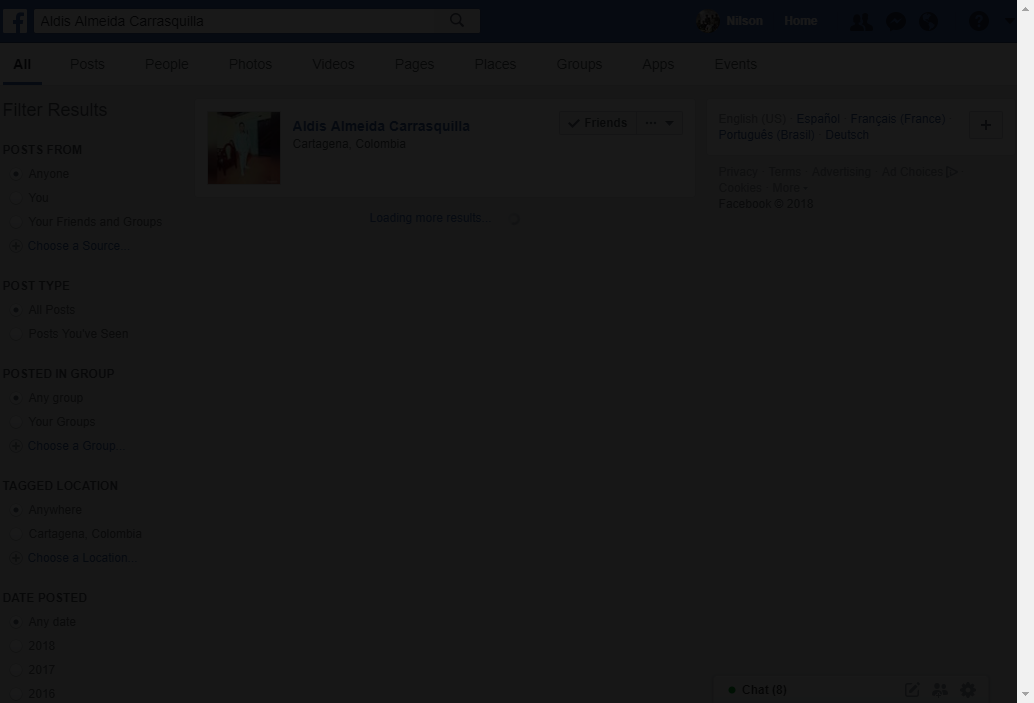 Aldis Almeida Carrasquilla
Nilson Home
All Posts People Photos Videos Pages Places Groups Apps Events
Filter Results
POSTS FROM
Anyone
You
Your Friends and Groups
Choose a Source...
POST TYPE
All Posts
Posts You've Seen
POSTED IN GROUP
Any group
Your Groups
Choose a Group...
TAGGED LOCATION
Anywhere
Cartagena, Colombia
Choose a Location...
DATE POSTED
Any date
2018
2017
2016
Aldis Almeida Carrasquilla
Cartagena, Colombia
Friends
Loading more results...
English (US) · Español · Français (France) ·
Português (Brasil) · Deutsch
Privacy · Terms · Advertising · Ad Choices
Cookies · More
Facebook © 2018
Chat (8)